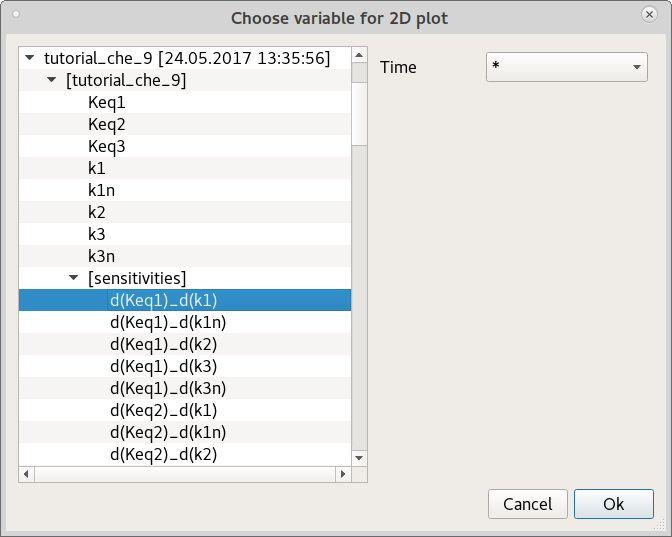 Choose variable for 2D plot
tutorial_che_9 [24.05.2017 13:35:56]
[tutorial_che_9]
Keq1
Keq2
Keq3
k1
k1n
k2
k3
k3n
[sensitivities]
d(Keq1)_d(k1)
d(Keq1)_d(k1n)
d(Keq1)_d(k2)
d(Keq1)_d(k3)
d(Keq1)_d(k3n)
d(Keq2)_d(k1)
d(Keq2)_d(k1n)
d(Keq2)_d(k2)
Time
*
Cancel
Ok